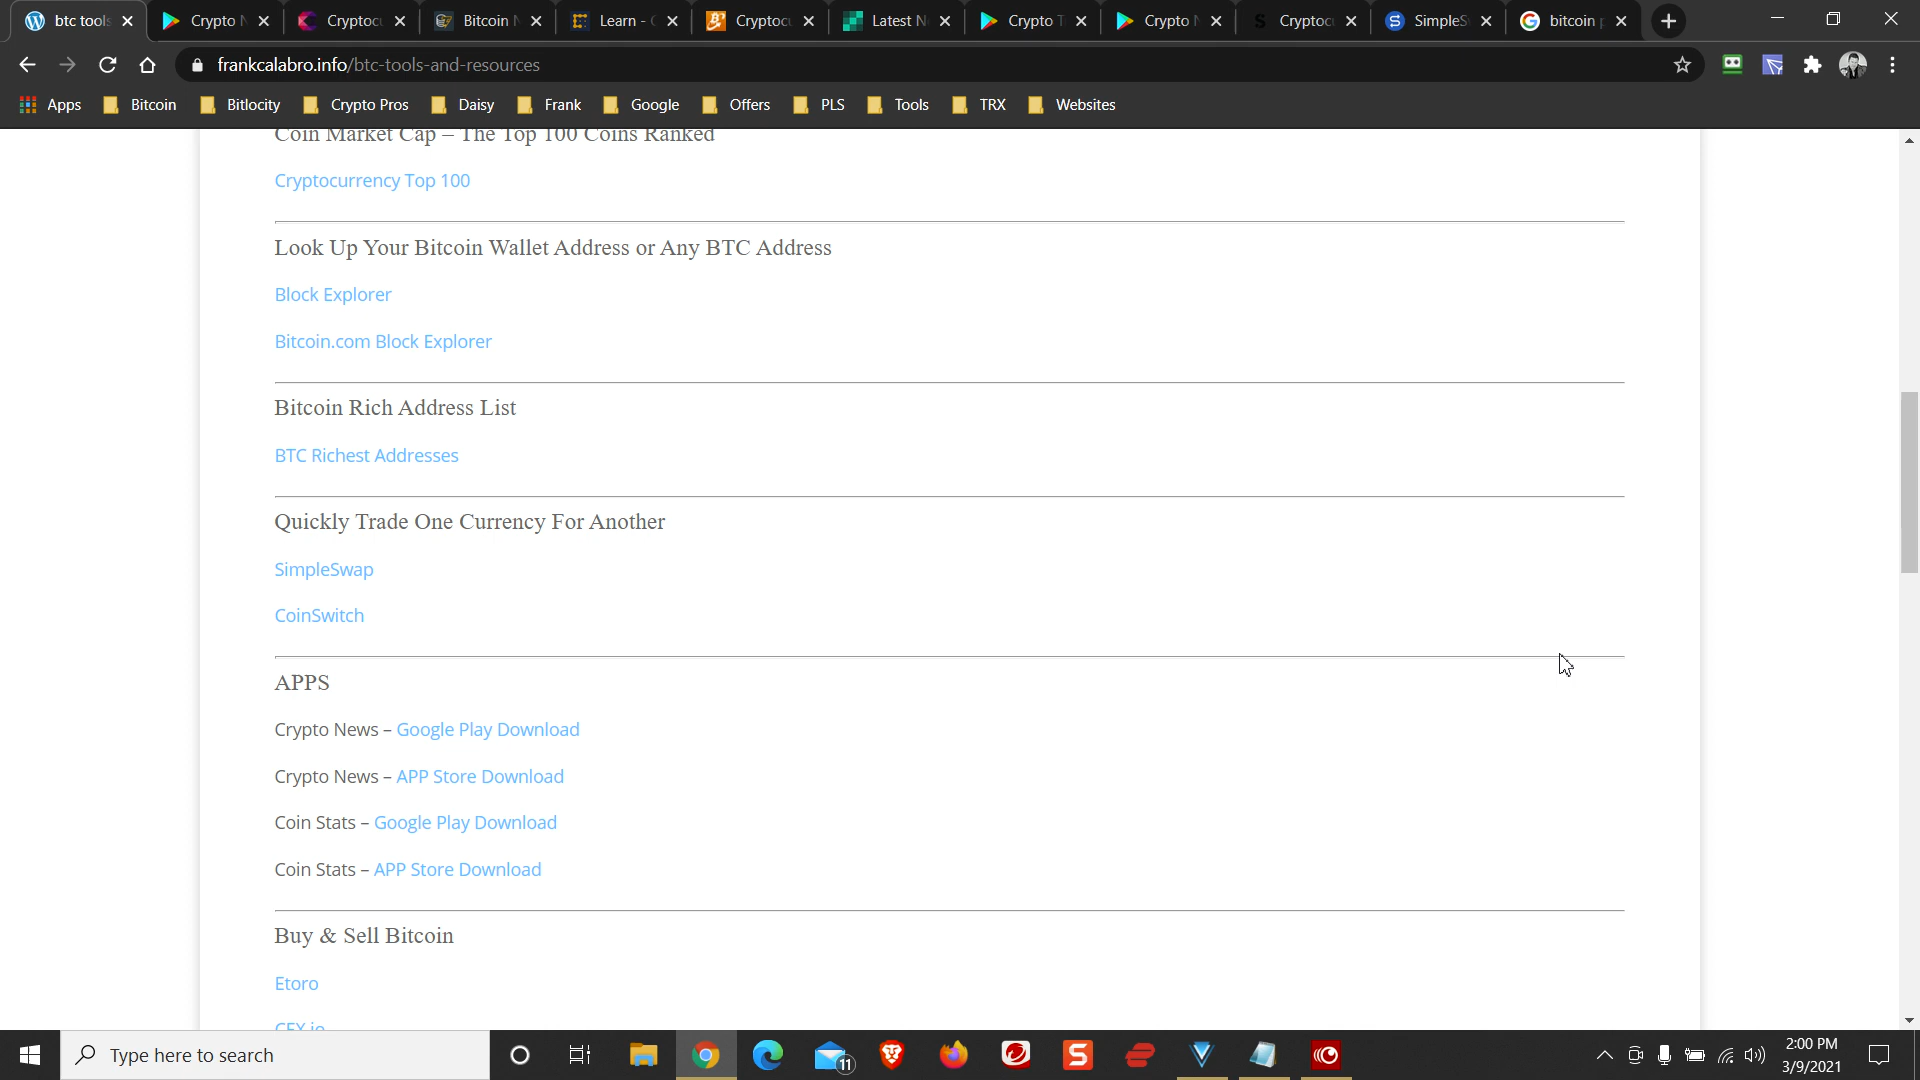 btc tools
Crypto N
Cryptocu
Bitcoin N
Learn - C
Cryptocu
Latest N
Crypto T
Crypto N
Cryptocu
SimpleS
bitcoin p
frankcalabro.info/btc-tools-and-resources
Apps
Bitcoin
Bitlocity
Crypto Pros
Daisy
Frank
Google
Offers
PLS
Tools
TRX
Websites
Coin Market Cap – The Top 100 Coins Ranked
Cryptocurrency Top 100
Look Up Your Bitcoin Wallet Address or Any BTC Address
Block Explorer
Bitcoin.com Block Explorer
Bitcoin Rich Address List
BTC Richest Addresses
Quickly Trade One Currency For Another
SimpleSwap
CoinSwitch
APPS
Crypto News – Google Play Download
Crypto News – APP Store Download
Coin Stats – Google Play Download
Coin Stats – APP Store Download
Buy & Sell Bitcoin
Etoro
CEX.io
Type here to search
11
2:00 PM
3/9/2021